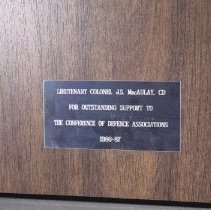 LIEUTENANT COLONEL J.S. MacAULAY, CD
FOR OUTSTANDING SUPPORT TO
THE CONFERENCE OF DEFENCE ASSOCIATIONS
1986-87